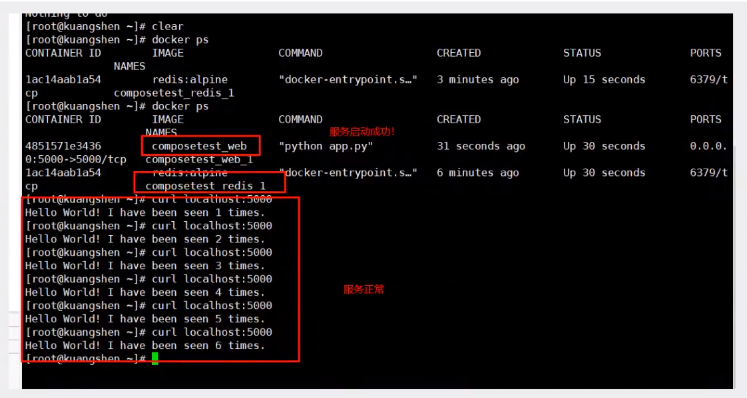 Nothing to do
[root@kuangshen ~]# clear
[root@kuangshen ~]# docker ps
CONTAINER ID IMAGE COMMAND CREATED STATUS PORTS
NAMES
1ac14aab1a54 redis:alpine "docker-entrypoint.s…" 3 minutes ago Up 15 seconds 6379/t
cp composetest_redis_1
[root@kuangshen ~]# docker ps
CONTAINER ID IMAGE COMMAND CREATED STATUS PORTS
NAMES 服务启动成功!
4851571e3436 composetest_web "python app.py" 31 seconds ago Up 30 seconds 0.0.0.
0:5000->5000/tcp composetest_web_1
1ac14aab1a54 redis:alpine "docker-entrypoint.s…" 6 minutes ago Up 30 seconds 6379/t
cp composetest_redis_1
[root@kuangshen ~]# curl localhost:5000
Hello World! I have been seen 1 times.
[root@kuangshen ~]# curl localhost:5000
Hello World! I have been seen 2 times.
[root@kuangshen ~]# curl localhost:5000
Hello World! I have been seen 3 times.
[root@kuangshen ~]# curl localhost:5000
Hello World! I have been seen 4 times.
服务正常
[root@kuangshen ~]# curl localhost:5000
Hello World! I have been seen 5 times.
[root@kuangshen ~]# curl localhost:5000
Hello World! I have been seen 6 times.
[root@kuangshen ~]#